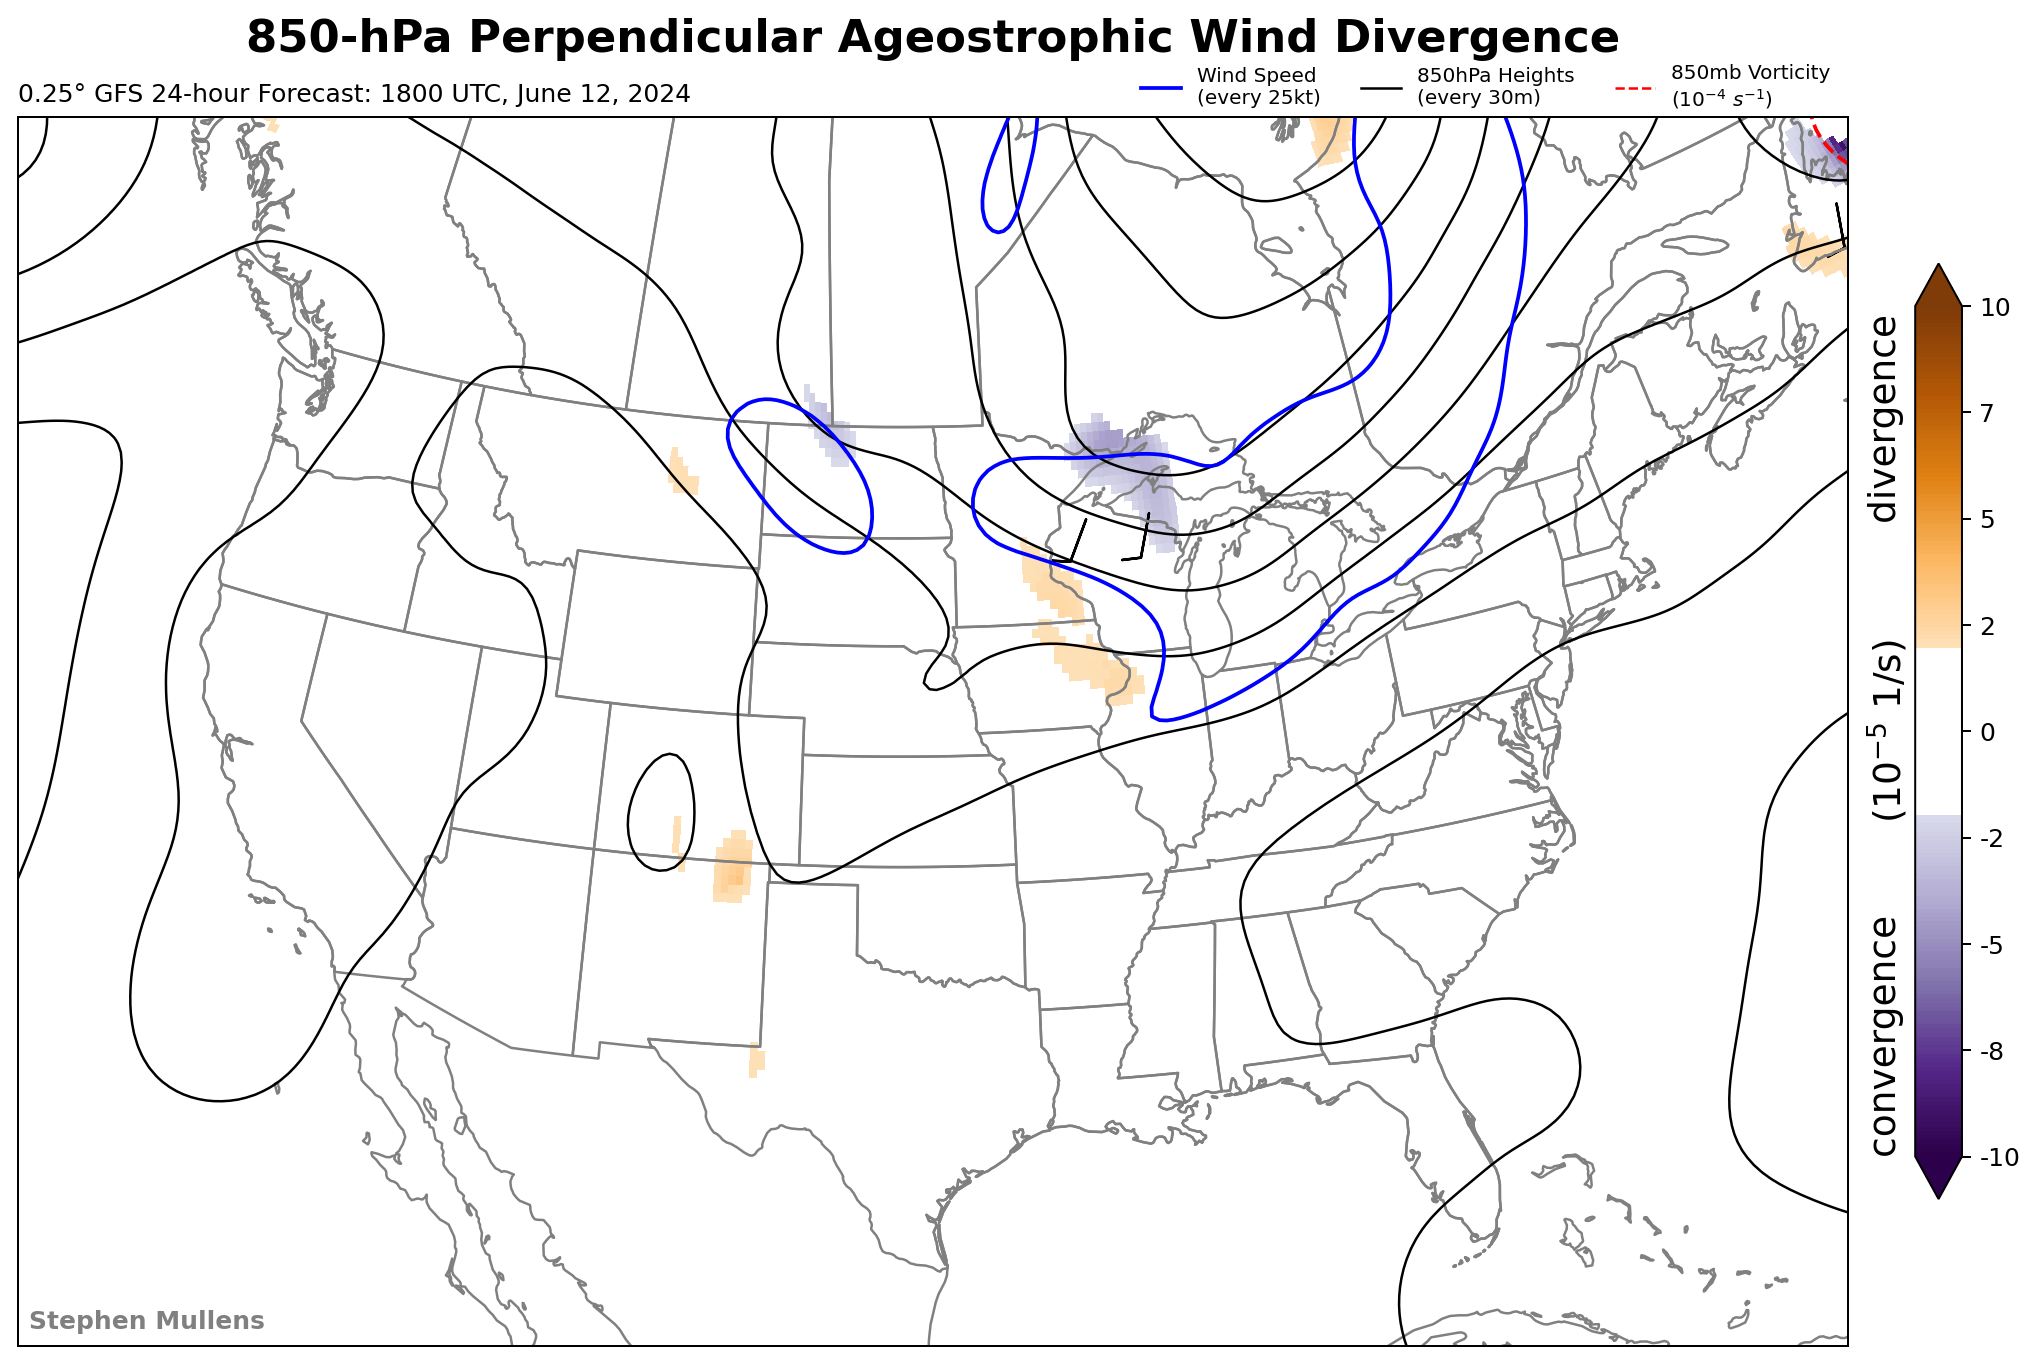 850-hPa Perpendicular Ageostrophic Wind Divergence
0.25° GFS 24-hour Forecast: 1800 UTC, June 12, 2024
Wind Speed
(every 25kt)
850hPa Heights
(every 30m)
850mb Vorticity
(10⁻⁴ s⁻¹)
10
7
5
2
0
-2
-5
-8
-10
convergence (10⁻⁵ 1/s) divergence
Stephen Mullens